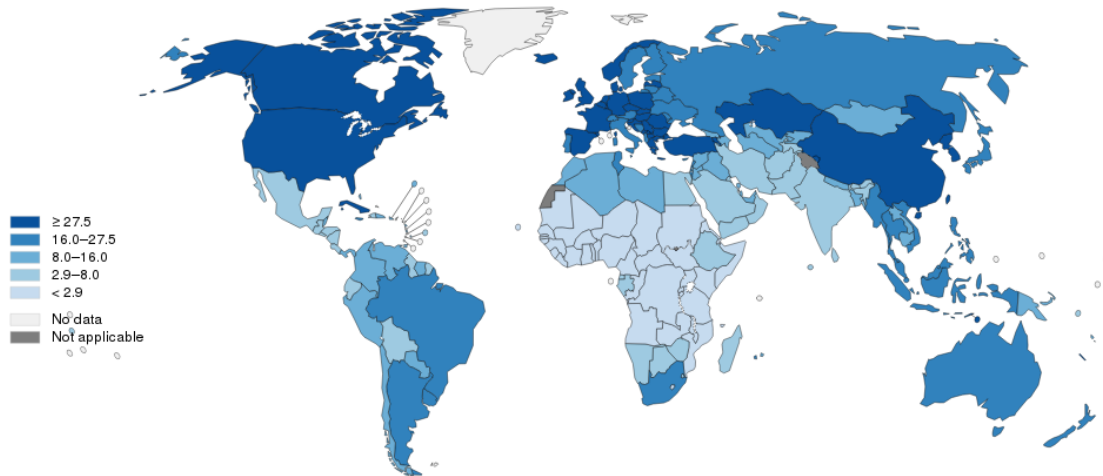 ≥ 27.5
16.0–27.5
8.0–16.0
2.9–8.0
< 2.9
No data
Not applicable